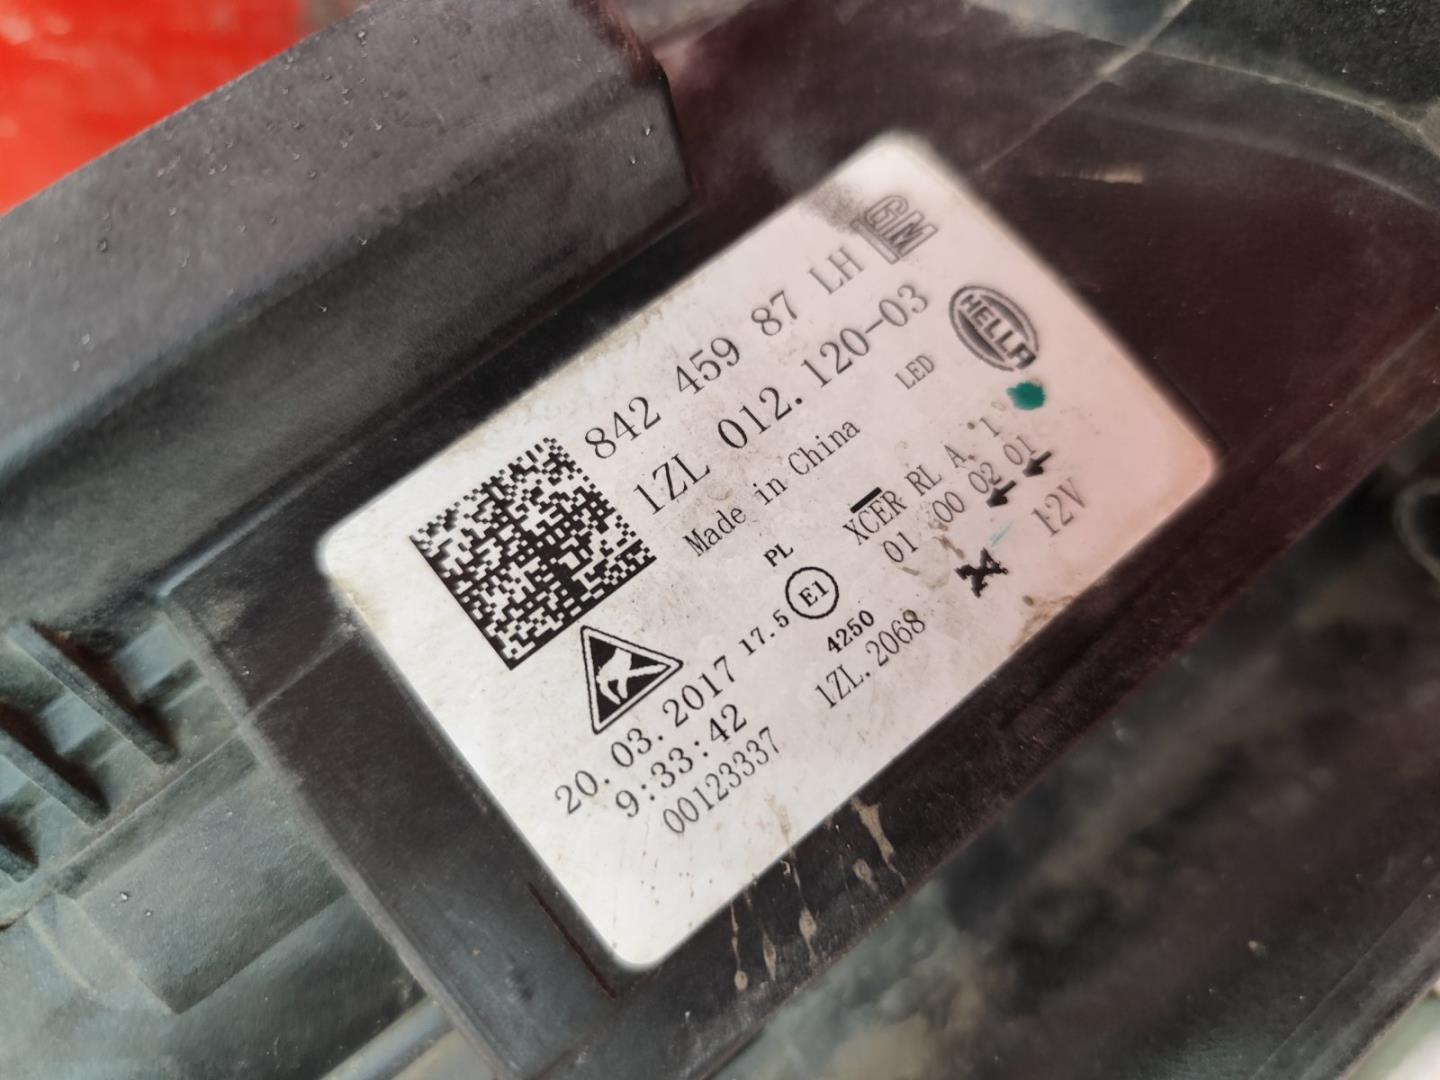 GM
842 459 87 LH
1ZL 012.120-03
HELLA
Made in China
LED
PL
17.5
E1
4250
XCER RL A 1
01 00 02 01
20.03.2017
9:33:42
00123337
1ZL.2068
12V